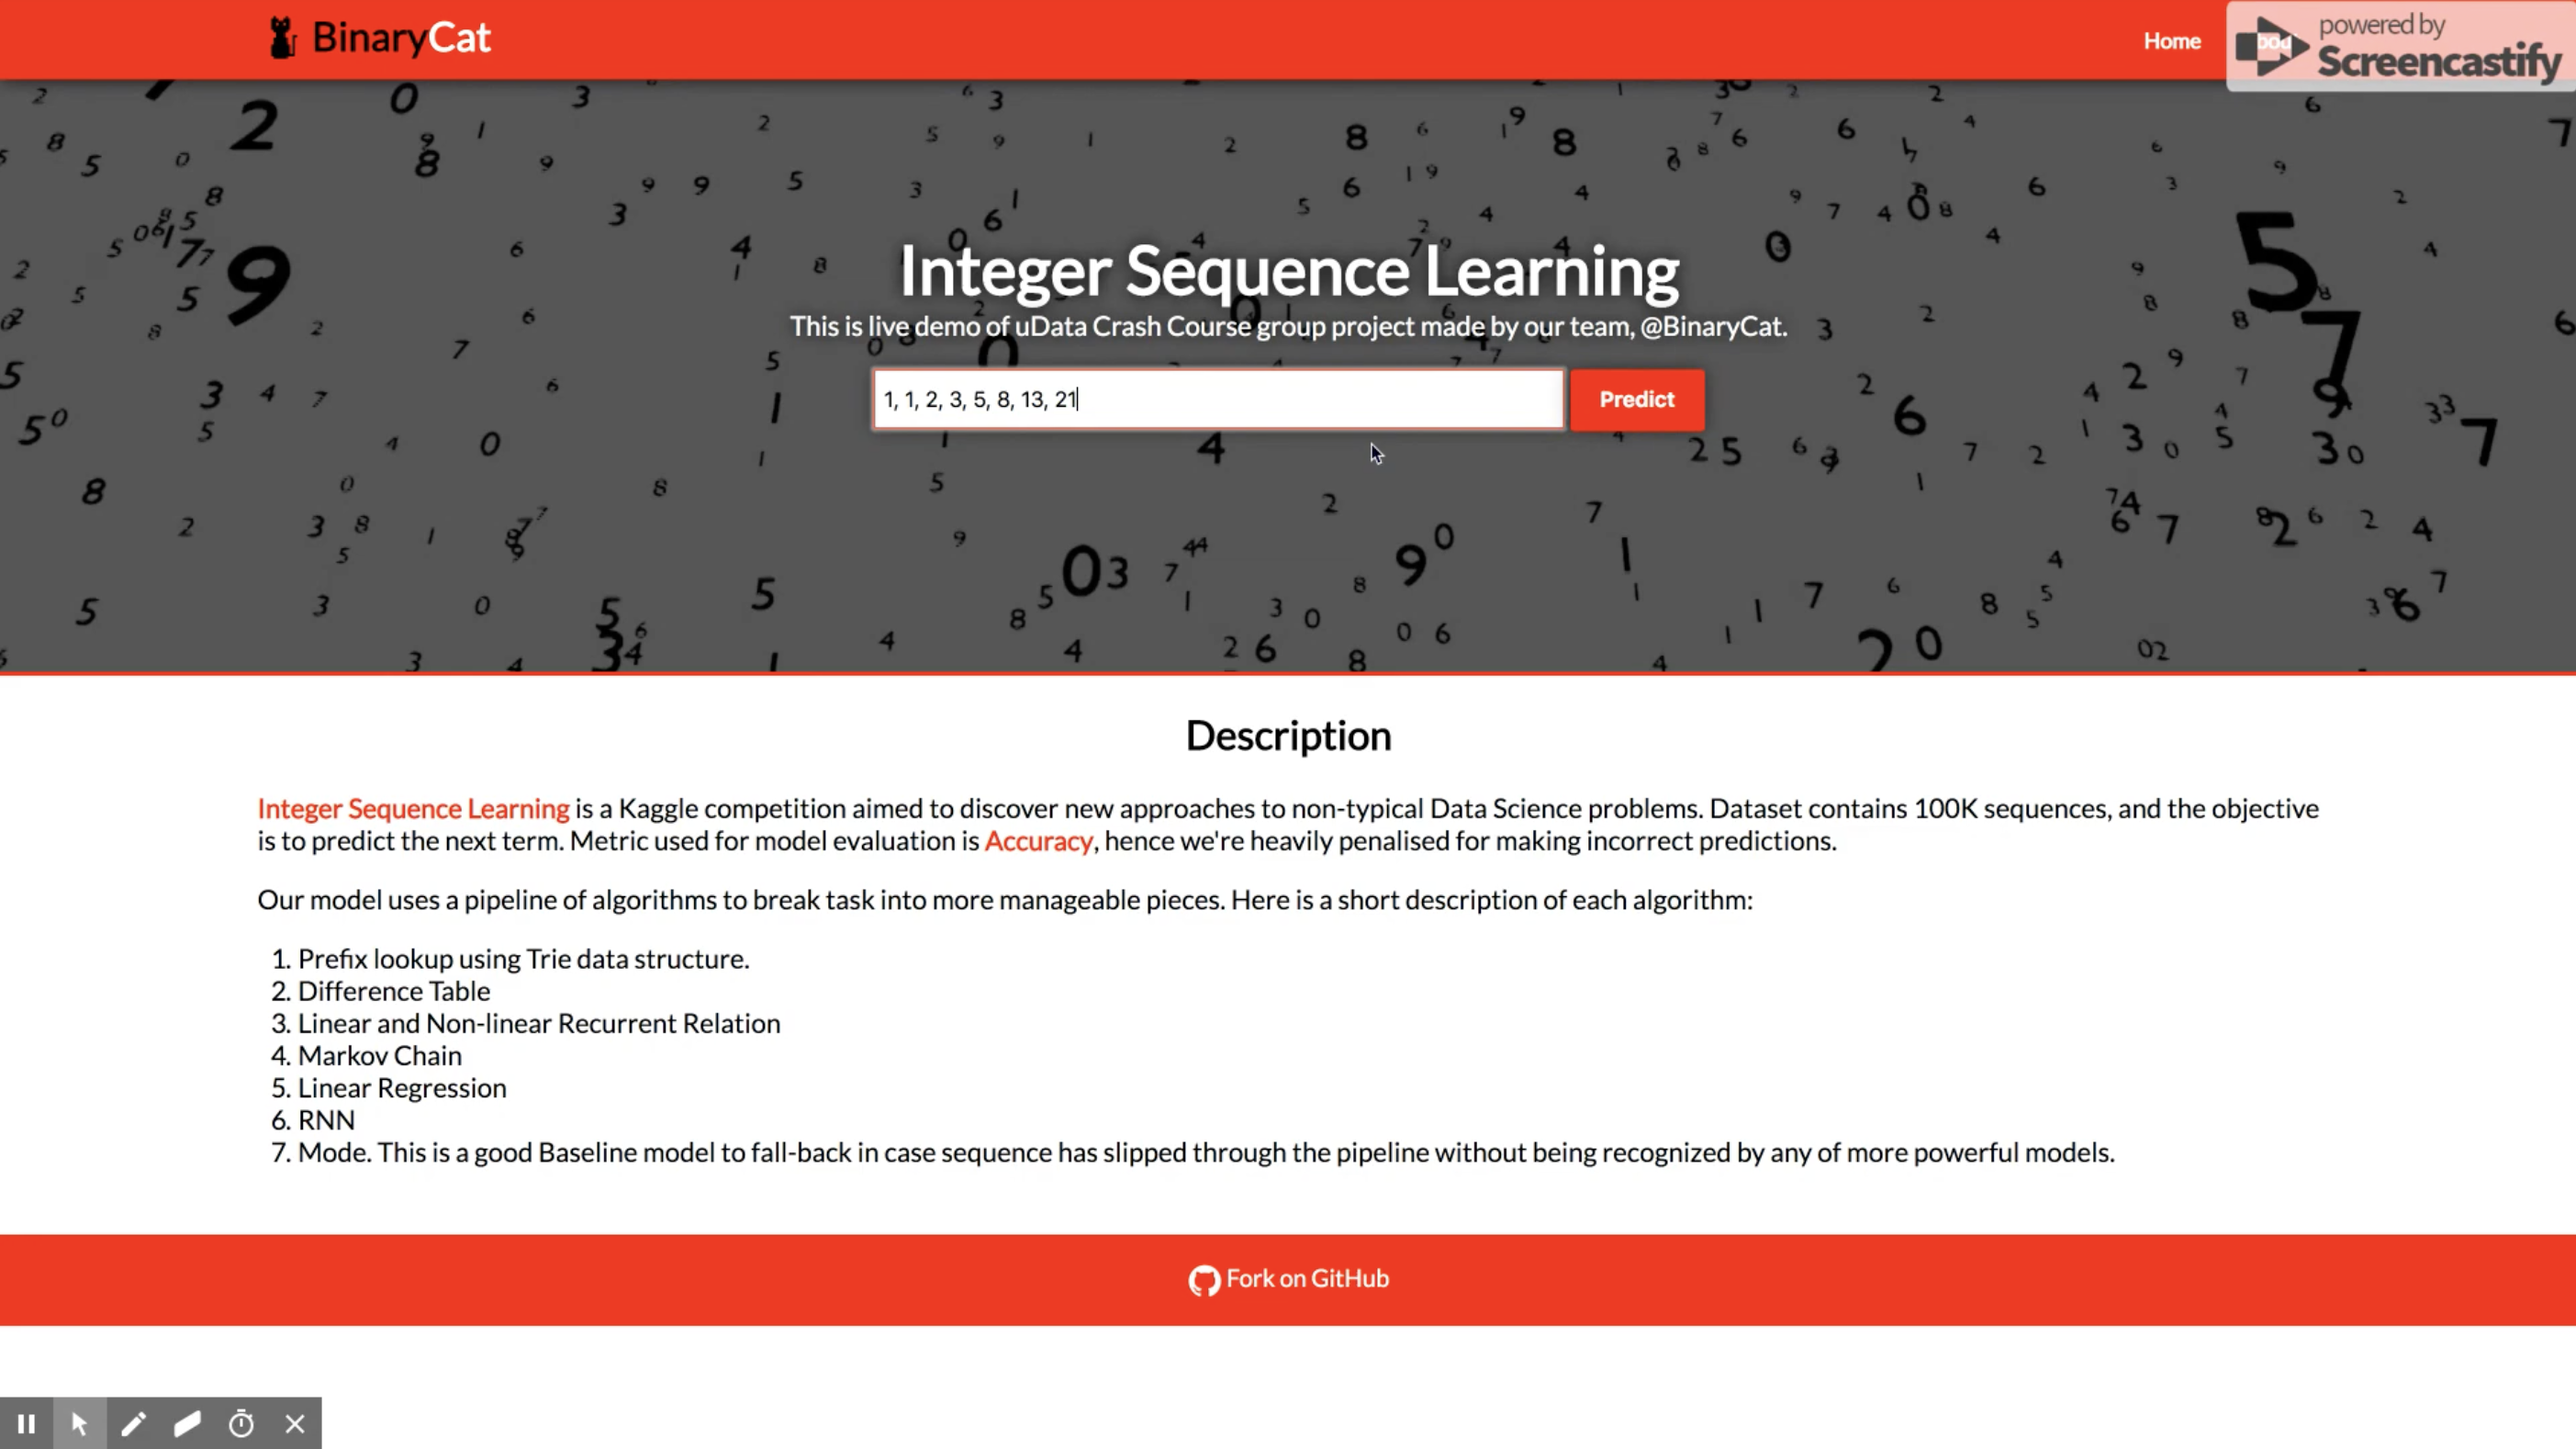 BinaryCat
Home
powered by
Screencastify
Integer Sequence Learning
This is live demo of uData Crash Course group project made by our team, @BinaryCat.
1, 1, 2, 3, 5, 8, 13, 21
Predict
Description
Integer Sequence Learning is a Kaggle competition aimed to discover new approaches to non-typical Data Science problems. Dataset contains 100K sequences, and the objective
is to predict the next term. Metric used for model evaluation is Accuracy, hence we're heavily penalised for making incorrect predictions.
Our model uses a pipeline of algorithms to break task into more manageable pieces. Here is a short description of each algorithm:
1. Prefix lookup using Trie data structure.
2. Difference Table
3. Linear and Non-linear Recurrent Relation
4. Markov Chain
5. Linear Regression
6. RNN
7. Mode. This is a good Baseline model to fall-back in case sequence has slipped through the pipeline without being recognized by any of more powerful models.
Fork on GitHub